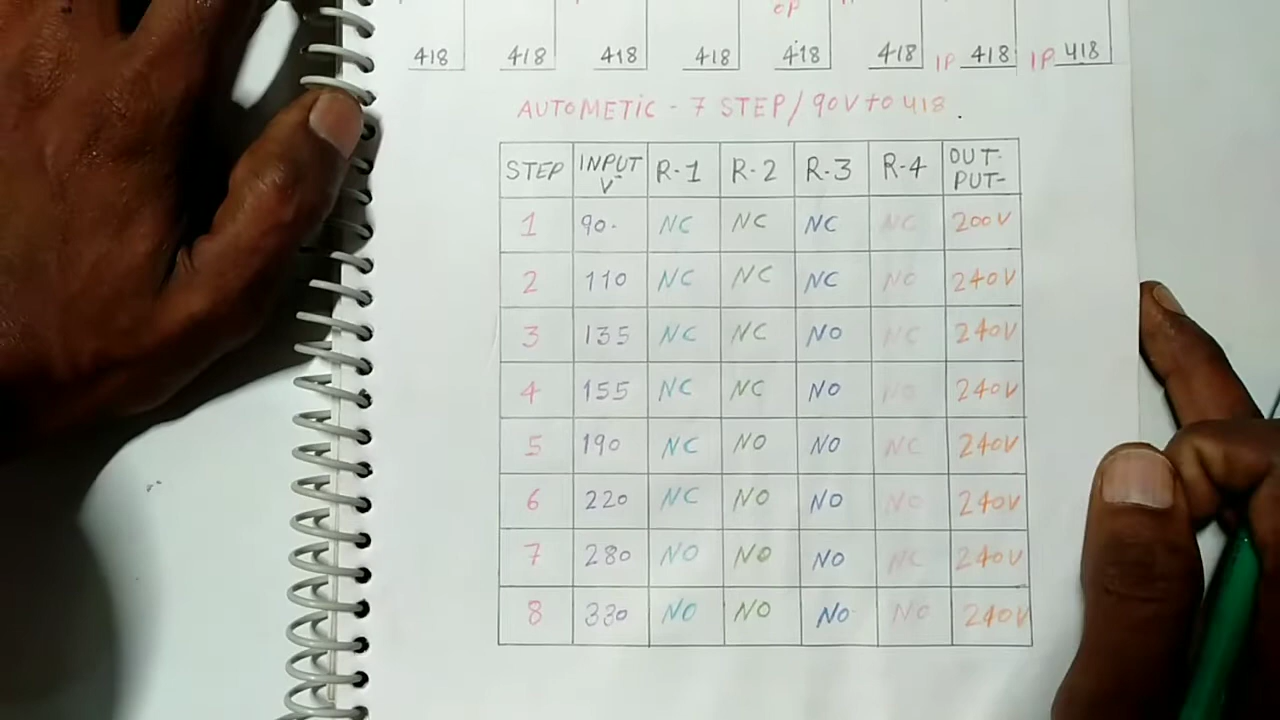 OP
418 418 418 418 418 418 IP 418 IP 418
AUTOMETIC - 7 STEP / 90V to 418.
STEP INPUT V R-1 R-2 R-3 R-4 OUT-PUT-
1 90. NC NC NC NC 200V
2 110 NC NC NC NO 240V
3 135 NC NC NO NC 240V
4 155 NC NC NO NO 240V
5 190 NC NO NO NC 240V
6 220 NC NO NO NO 240V
7 280 NO NO NO NC 240V
8 330 NO NO NO NO 240V